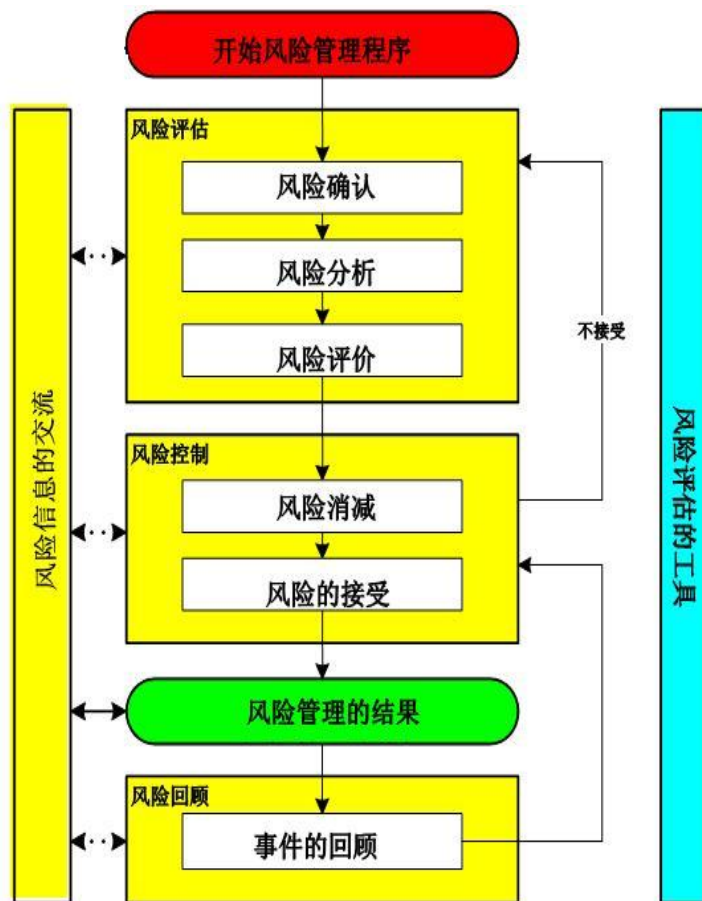 开始风险管理程序
风险评估
风险确认
风险分析
风险评价
不接受
风险控制
风险消减
风险的接受
风险管理的结果
风险回顾
事件的回顾
风险信息的交流
风险评估的工具